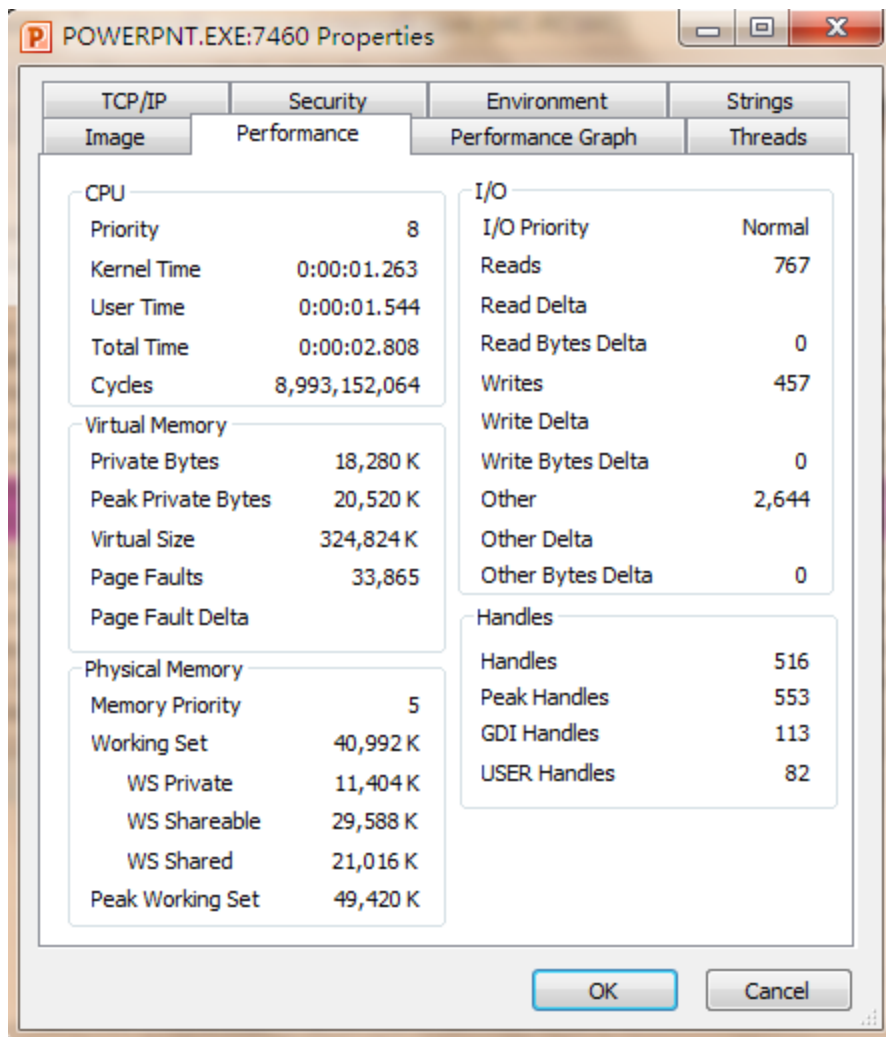 POWERPNT.EXE:7460 Properties
TCP/IP Security Environment Strings
Image Performance Performance Graph Threads
CPU
Priority 8
Kernel Time 0:00:01.263
User Time 0:00:01.544
Total Time 0:00:02.808
Cycles 8,993,152,064
Virtual Memory
Private Bytes 18,280 K
Peak Private Bytes 20,520 K
Virtual Size 324,824 K
Page Faults 33,865
Page Fault Delta
Physical Memory
Memory Priority 5
Working Set 40,992 K
WS Private 11,404 K
WS Shareable 29,588 K
WS Shared 21,016 K
Peak Working Set 49,420 K
I/O
I/O Priority Normal
Reads 767
Read Delta
Read Bytes Delta 0
Writes 457
Write Delta
Write Bytes Delta 0
Other 2,644
Other Delta
Other Bytes Delta 0
Handles
Handles 516
Peak Handles 553
GDI Handles 113
USER Handles 82
OK Cancel